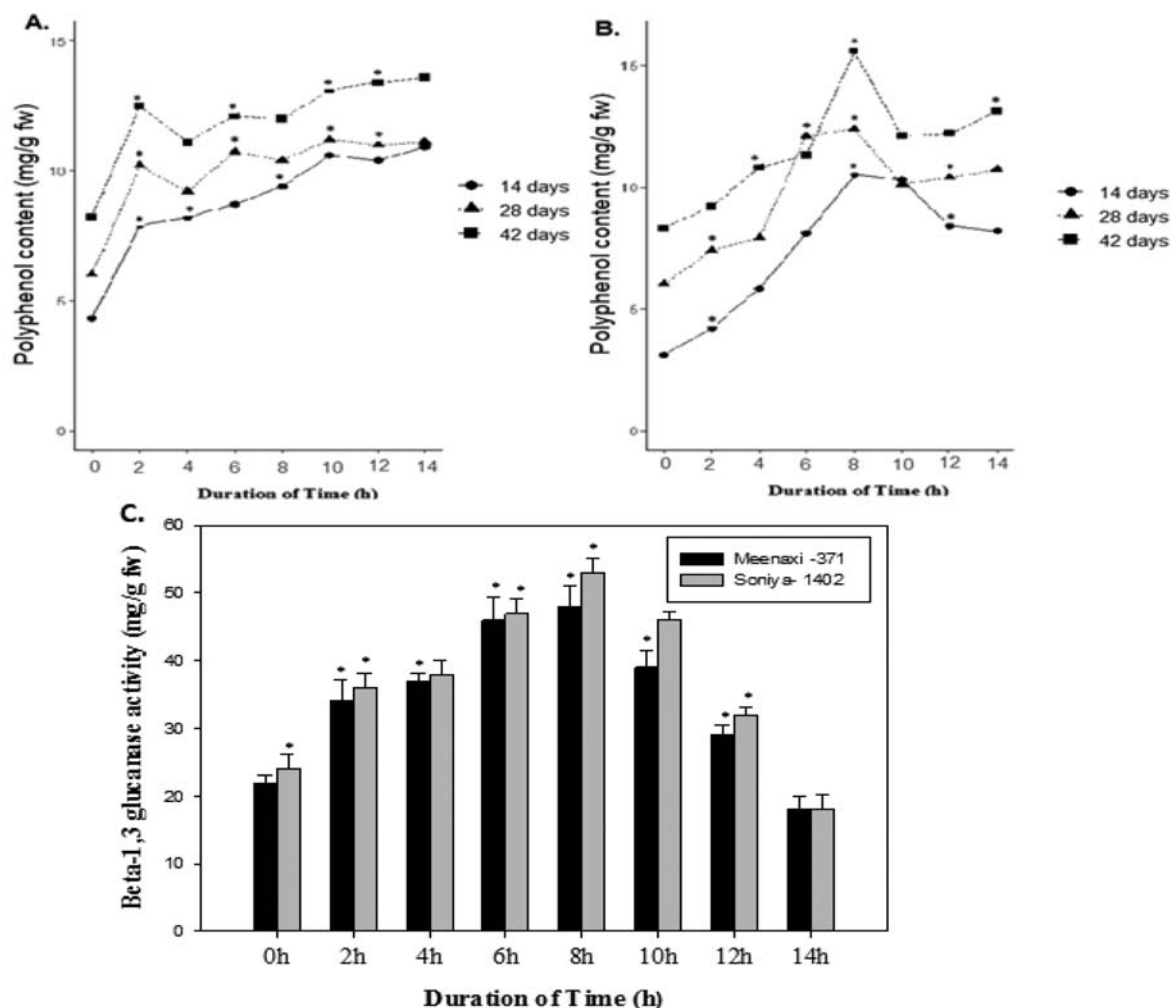 A.
15
10
5
0
Polyphenol content (mg/g fw)
0 2 4 6 8 10 12 14
Duration of Time (h)
14 days
28 days
42 days
B.
15
10
5
0
Polyphenol content (mg/g fw)
0 2 4 6 8 10 12 14
Duration of Time (h)
14 days
28 days
42 days
C.
60
50
40
30
20
10
0
Beta-1,3 glucanase activity (mg/g fw)
Meenaxi -371
Soniya- 1402
0h 2h 4h 6h 8h 10h 12h 14h
Duration of Time (h)